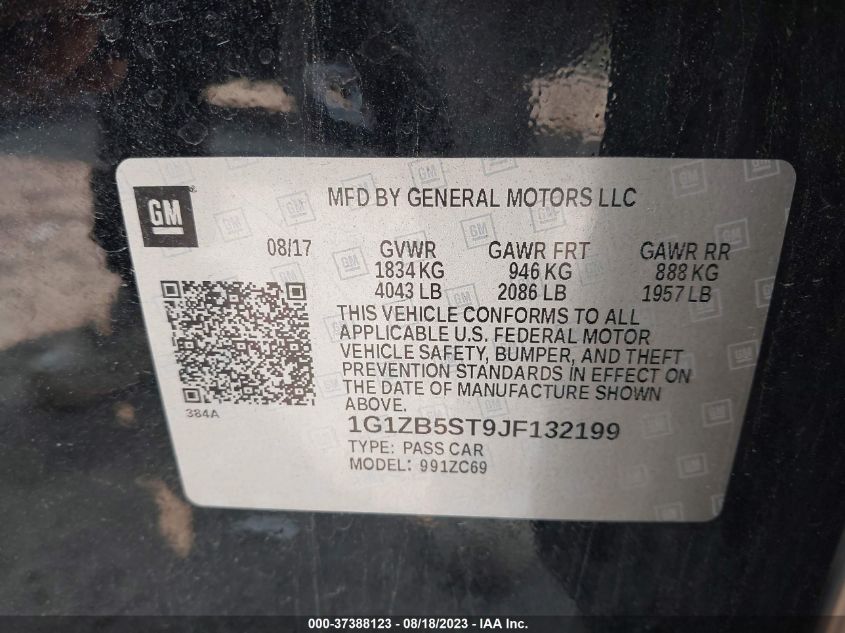 GM
MFD BY GENERAL MOTORS LLC
08/17 GVWR GAWR FRT GAWR RR
1834 KG 946 KG 888 KG
4043 LB 2086 LB 1957 LB
THIS VEHICLE CONFORMS TO ALL
APPLICABLE U.S. FEDERAL MOTOR
VEHICLE SAFETY, BUMPER, AND THEFT
PREVENTION STANDARDS IN EFFECT ON
THE DATE OF MANUFACTURE SHOWN
ABOVE.
384A
1G1ZB5ST9JF132199
TYPE: PASS CAR
MODEL: 991ZC69
000-37388123 - 08/18/2023 - IAA Inc.